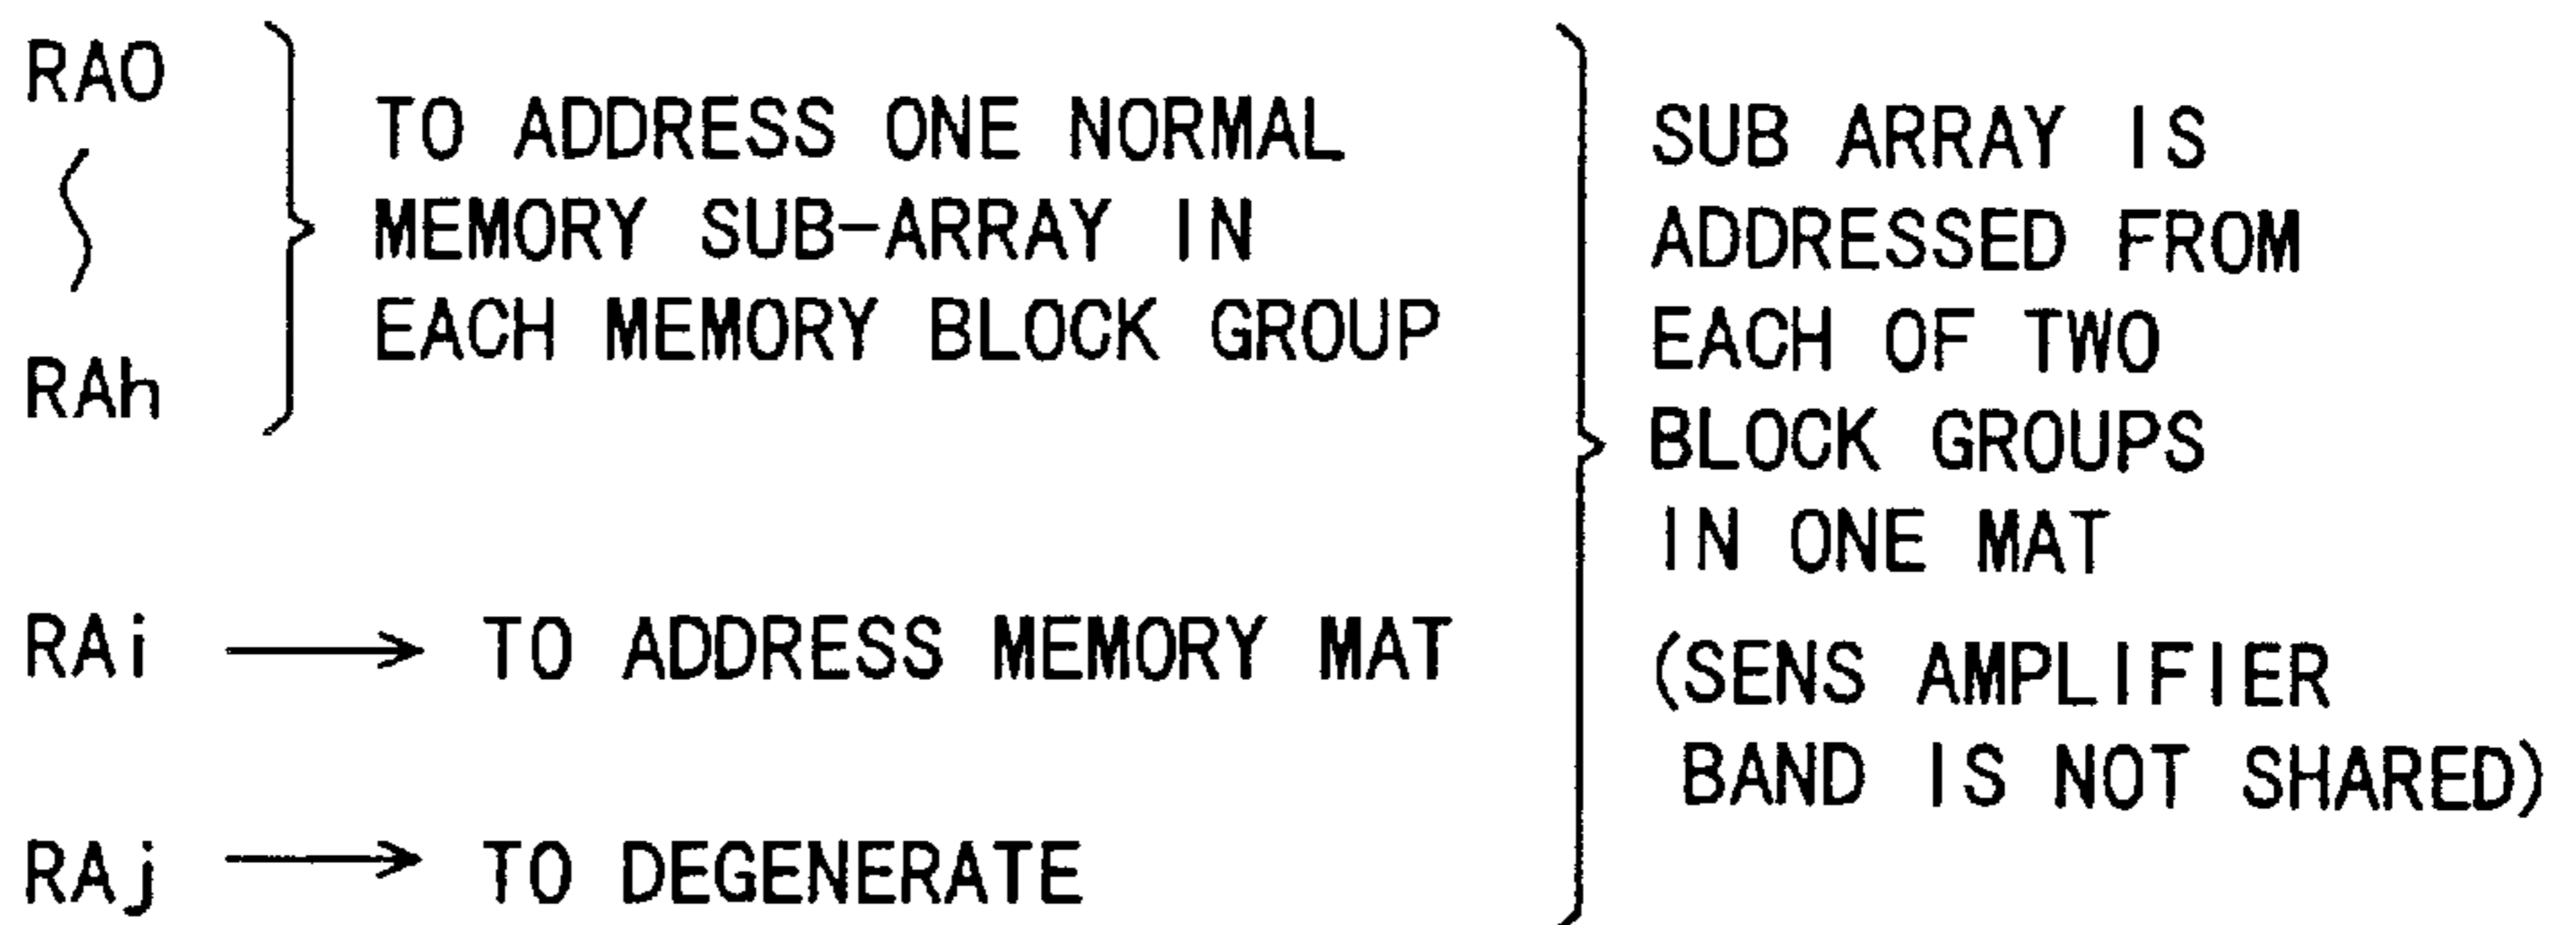 RA0
RAh
TO ADDRESS ONE NORMAL
MEMORY SUB-ARRAY IN
EACH MEMORY BLOCK GROUP
RAi → TO ADDRESS MEMORY MAT
RAj → TO DEGENERATE
SUB ARRAY IS
ADDRESSED FROM
EACH OF TWO
BLOCK GROUPS
IN ONE MAT
(SENS AMPLIFIER
BAND IS NOT SHARED)